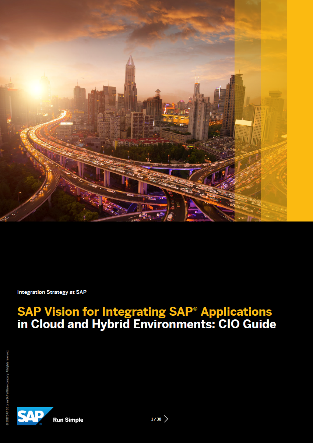 Integration Strategy at SAP
SAP Vision for Integrating SAP® Applications
in Cloud and Hybrid Environments: CIO Guide
SAP
Run Simple